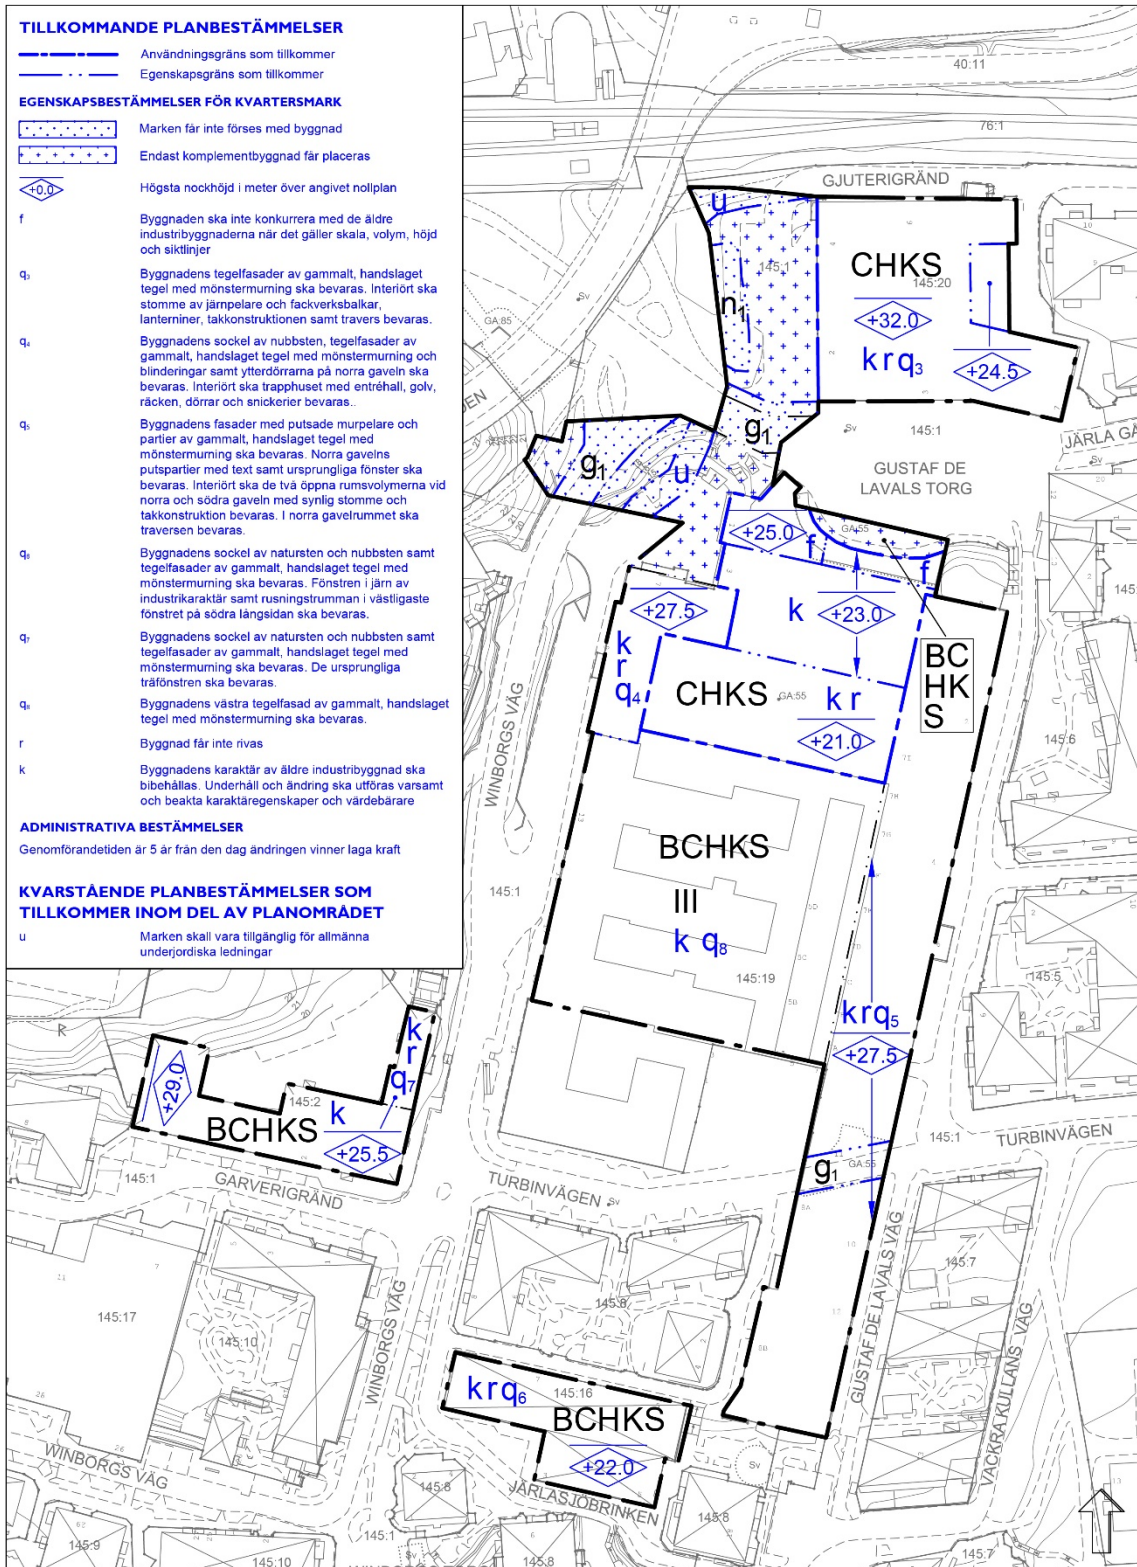 TILLKOMMANDE PLANBESTÄMMELSER
Användningsgräns som tillkommer
Egenskapsgräns som tillkommer
EGENSKAPSBESTÄMMELSER FÖR KVARTERSMARK
Marken får inte förses med byggnad
Endast komplementbyggnad får placeras
+0.0 Högsta nockhöjd i meter över angivet nollplan
f Byggnaden ska inte konkurrera med de äldre
industribyggnaderna när det gäller skala, volym, höjd
och siktlinjer
q₃ Byggnadens tegelfasader av gammalt, handslaget
tegel med mönstermurning ska bevaras. Interiört ska
stomme av järnpelare och fackverksbalkar,
lanterniner, takkonstruktionen samt travers bevaras.
q₄ Byggnadens sockel av nubbsten, tegelfasader av
gammalt, handslaget tegel med mönstermurning och
blinderingar samt ytterdörrarna på norra gaveln ska
bevaras. Interiört ska trapphuset med entréhall, golv,
räcken, dörrar och snickerier bevaras..
q₅ Byggnadens fasader med putsade murpelare och
partier av gammalt, handslaget tegel med
mönstermurning ska bevaras. Norra gavelns
putspartier med text samt ursprungliga fönster ska
bevaras. Interiört ska de två öppna rumsvolymerna vid
norra och södra gaveln med synlig stomme och
takkonstruktion bevaras. I norra gavelrummet ska
traversen bevaras.
q₆ Byggnadens sockel av natursten och nubbsten samt
tegelfasader av gammalt, handslaget tegel med
mönstermurning ska bevaras. Fönstren i järn av
industrikaraktär samt rusningstrumman i västligaste
fönstret på södra långsidan ska bevaras.
q₇ Byggnadens sockel av natursten och nubbsten samt
tegelfasader av gammalt, handslaget tegel med
mönstermurning ska bevaras. De ursprungliga
träfönstren ska bevaras.
q₈ Byggnadens västra tegelfasad av gammalt, handslaget
tegel med mönstermurning ska bevaras.
r Byggnad får inte rivas
k Byggnadens karaktär av äldre industribyggnad ska
bibehållas. Underhåll och ändring ska utföras varsamt
och beakta karaktäregenskaper och värdebärare
ADMINISTRATIVA BESTÄMMELSER
Genomförandetiden är 5 år från den dag ändringen vinner laga kraft
KVARSTÅENDE PLANBESTÄMMELSER SOM
TILLKOMMER INOM DEL AV PLANOMRÅDET
u Marken skall vara tillgänglig för allmänna
underjordiska ledningar
40:11
76:1
GJUTERIGRÄND
u
145:1
n₁
CHKS
145:20
+32.0
k r q₃
+24.5
Sv
GA:85
g₁
Sv
145:1
JÄRLA
Sv
GUSTAF DE
LAVALS TORG
g₁
u
+25.0
GA:55
f
f
+27.5
k
+23.0
k
r
q₄
BC
HK
S
CHKS
GA:55
k r
+21.0
145:6
WINBORGS VÄG
145:1
BCHKS
III
k q₈
145:19
145:5
k r q₅
+27.5
k
r
q₇
+29.0
145:2
k
BCHKS
+25.5
145:1
GARVERIGRÄND
TURBINVÄGEN
Sv
g₁
GA:55
145:1
TURBINVÄGEN
GUSTAF DE LAVALS VÄG
145:7
145:17
145:10
WINBORGS VÄG
145:8
VACKRA KULLANS VÄG
k r q₆
145:16
BCHKS
+22.0
WINBORGS VÄG
JÄRLASJÖBRINKEN
Sv
145:8
145:8
145:9
145:1
145:10
Sv
145:8
145:7